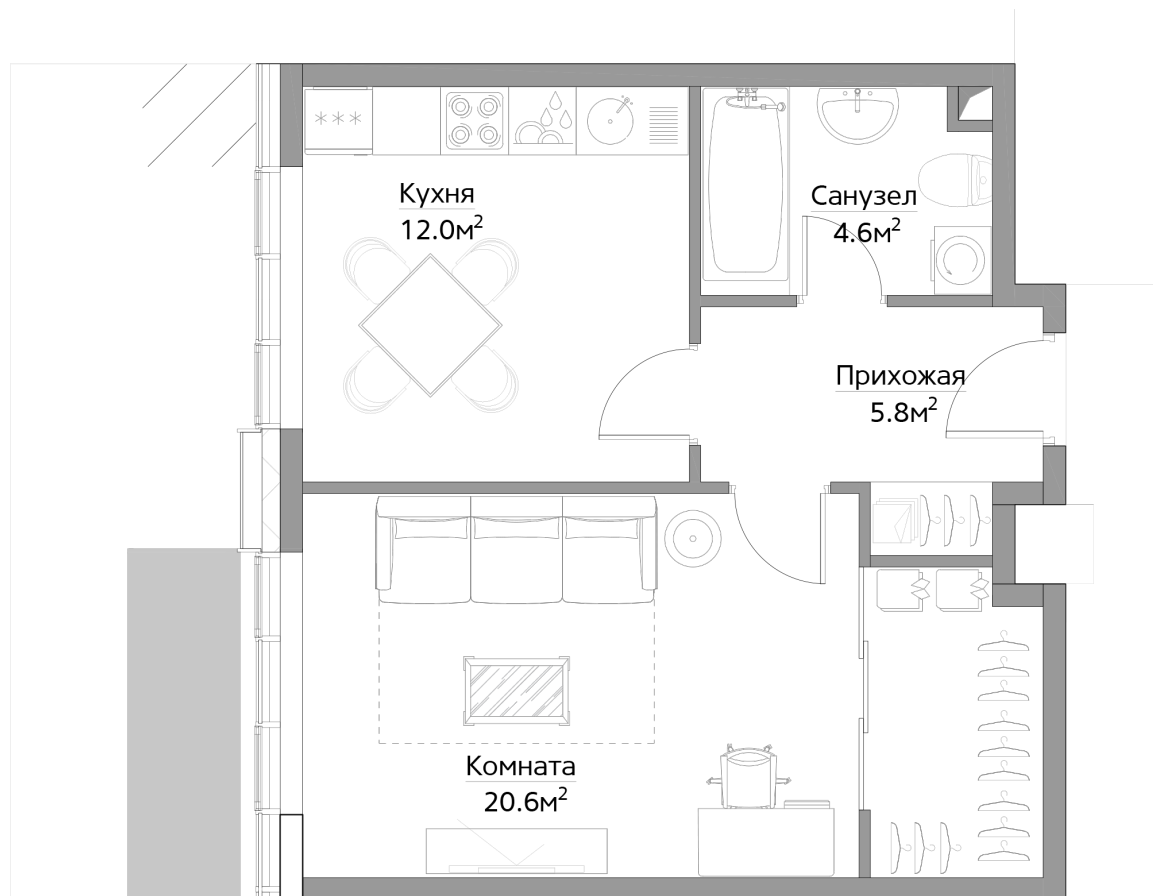 Кухня
12.0м²
Санузел
4.6м²
Прихожая
5.8м²
Комната
20.6м²